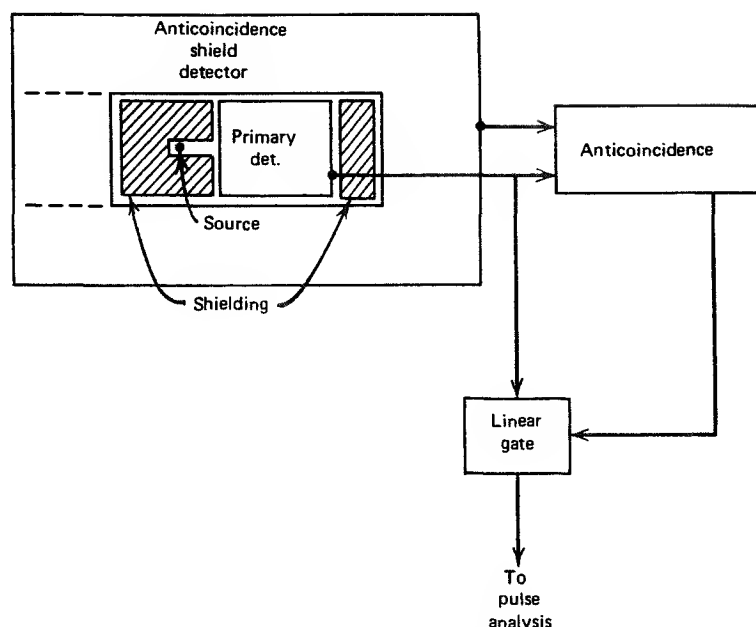 Anticoincidence
shield
detector
Primary
det.
Source
Shielding
Anticoincidence
Linear
gate
To
pulse
analysis